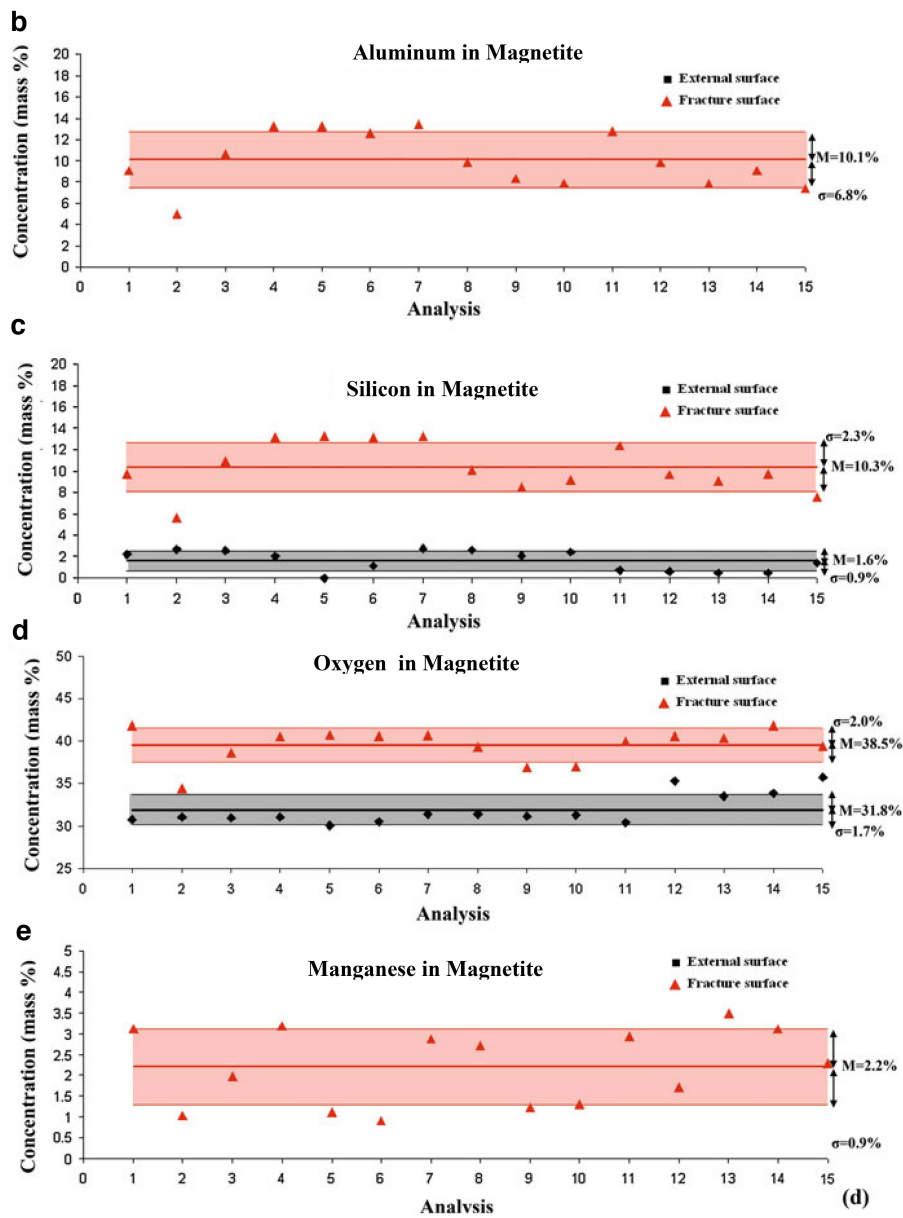 b
Aluminum in Magnetite
External surface
Fracture surface
Concentration (mass %)
20
18
16
14
12
10
8
6
4
2
0
M=10.1%
σ=6.8%
0 1 2 3 4 5 6 7 8 9 10 11 12 13 14 15
Analysis
c
Silicon in Magnetite
External surface
Fracture surface
Concentration (mass %)
20
18
16
14
12
10
8
6
4
2
0
σ=2.3%
M=10.3%
M=1.6%
σ=0.9%
0 1 2 3 4 5 6 7 8 9 10 11 12 13 14 15
Analysis
d
Oxygen in Magnetite
External surface
Fracture surface
Concentration (mass %)
50
45
40
35
30
25
σ=2.0%
M=38.5%
M=31.8%
σ=1.7%
0 1 2 3 4 5 6 7 8 9 10 11 12 13 14 15
Analysis
e
Manganese in Magnetite
External surface
Fracture surface
Concentration (mass %)
5
4.5
4
3.5
3
2.5
2
1.5
1
0.5
0
M=2.2%
σ=0.9%
0 1 2 3 4 5 6 7 8 9 10 11 12 13 14 15
Analysis
(d)